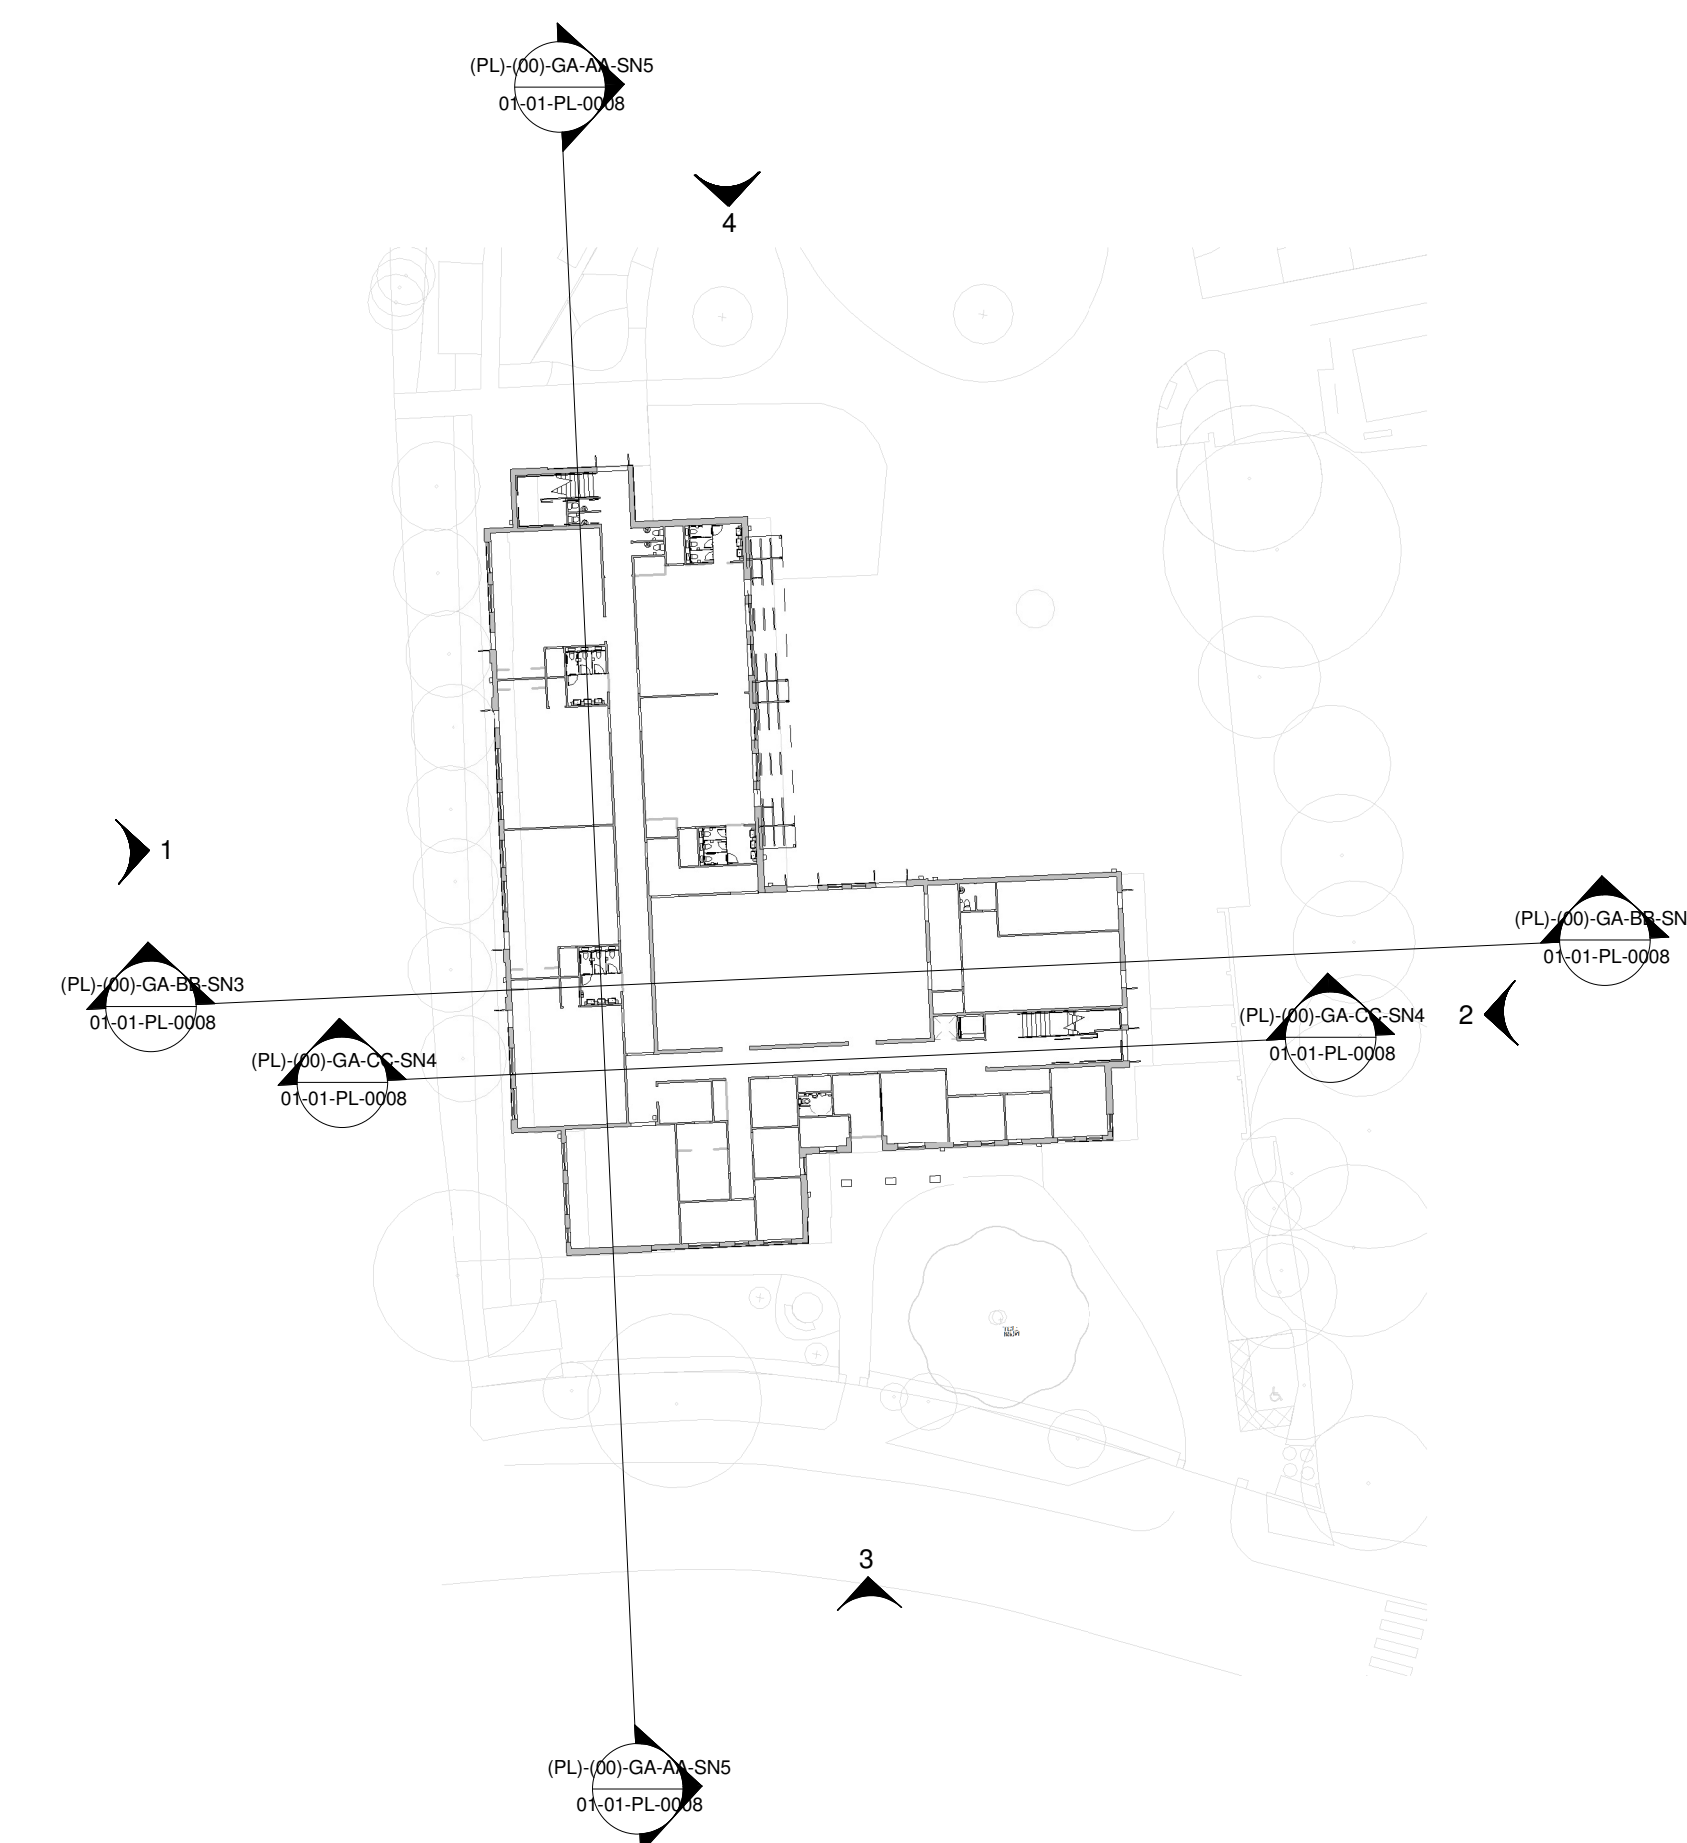 (PL)-(00)-GA-AA-SN5
01-01-PL-0008
4
1
(PL)-(00)-GA-BB-SN
01-01-PL-0008
(PL)-(00)-GA-BB-SN3
01-01-PL-0008
2
(PL)-(00)-GA-CC-SN4
01-01-PL-0008
(PL)-(00)-GA-CC-SN4
01-01-PL-0008
3
(PL)-(00)-GA-AA-SN5
01-01-PL-0008